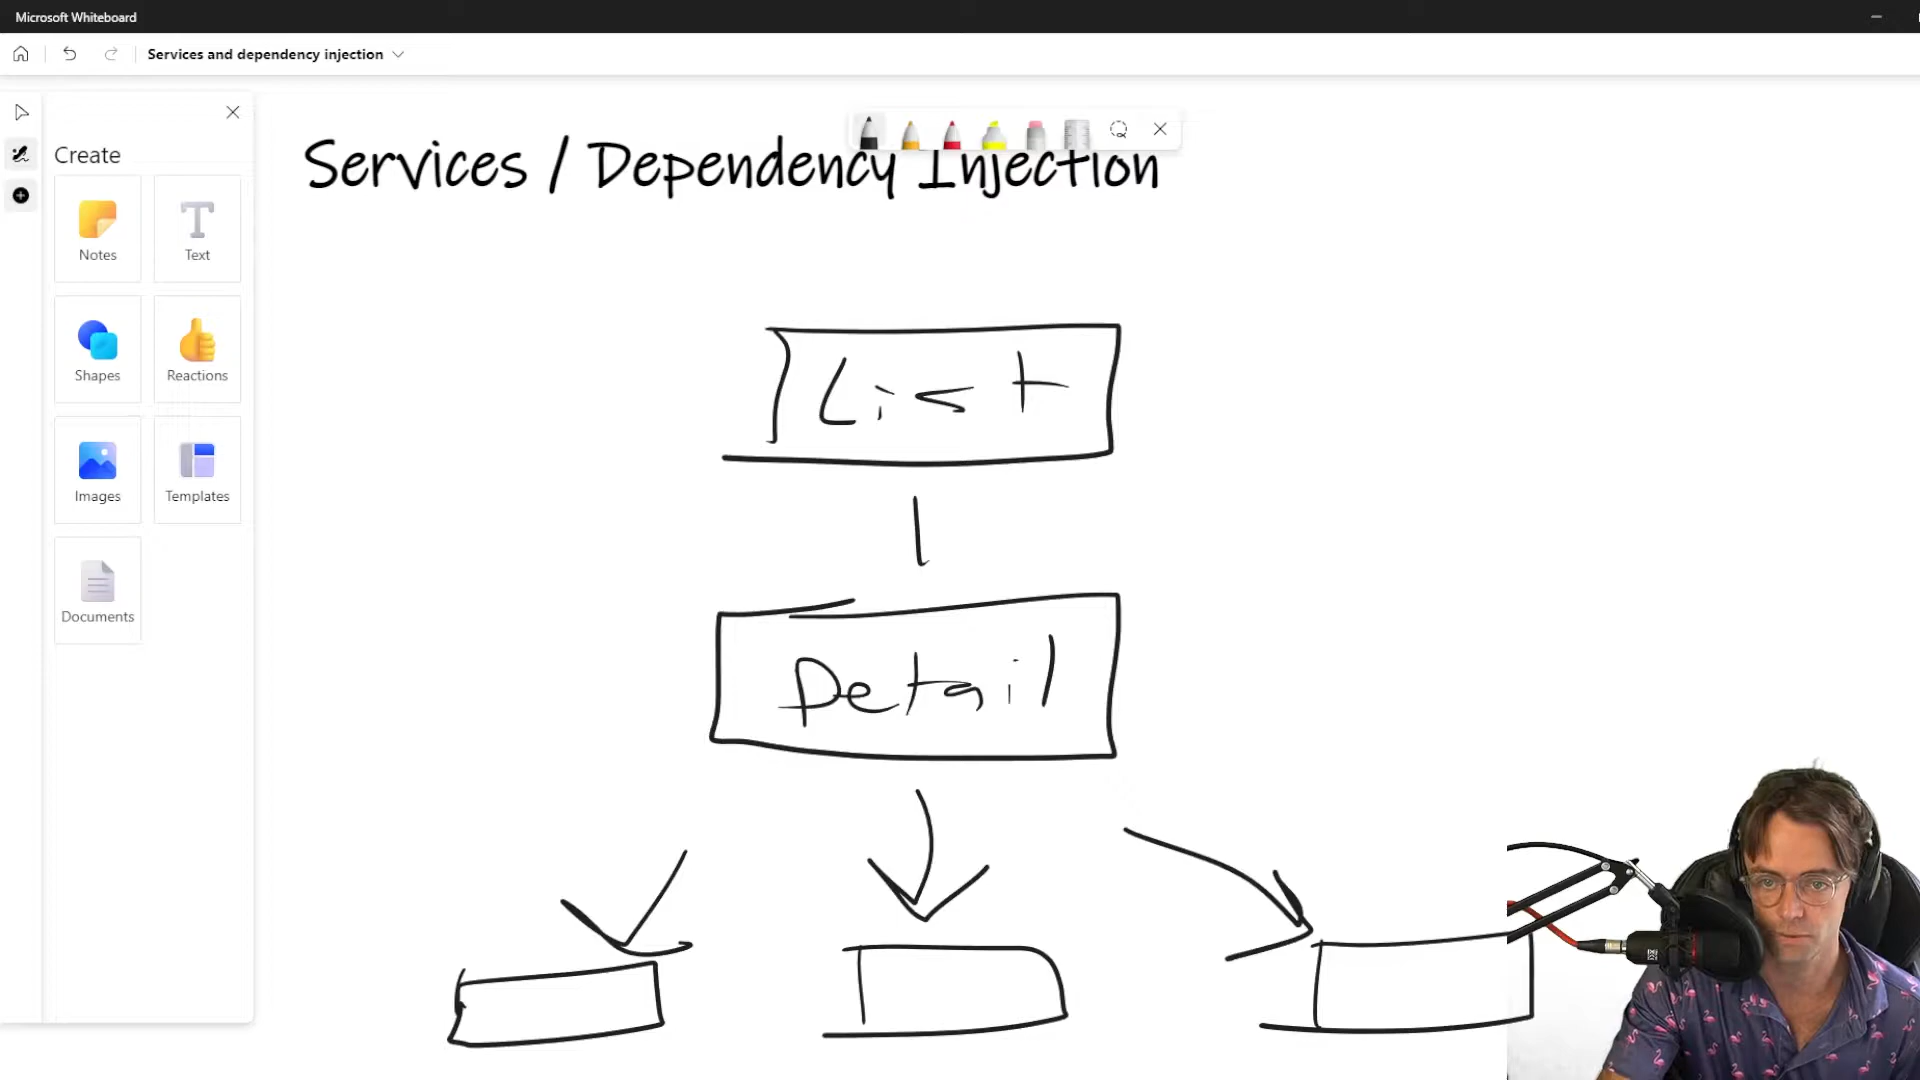 Microsoft Whiteboard
Services and dependency injection
Create
Services / Dependency Injection
Notes
Text
Shapes
Reactions
Images
Templates
Documents
List
Detail